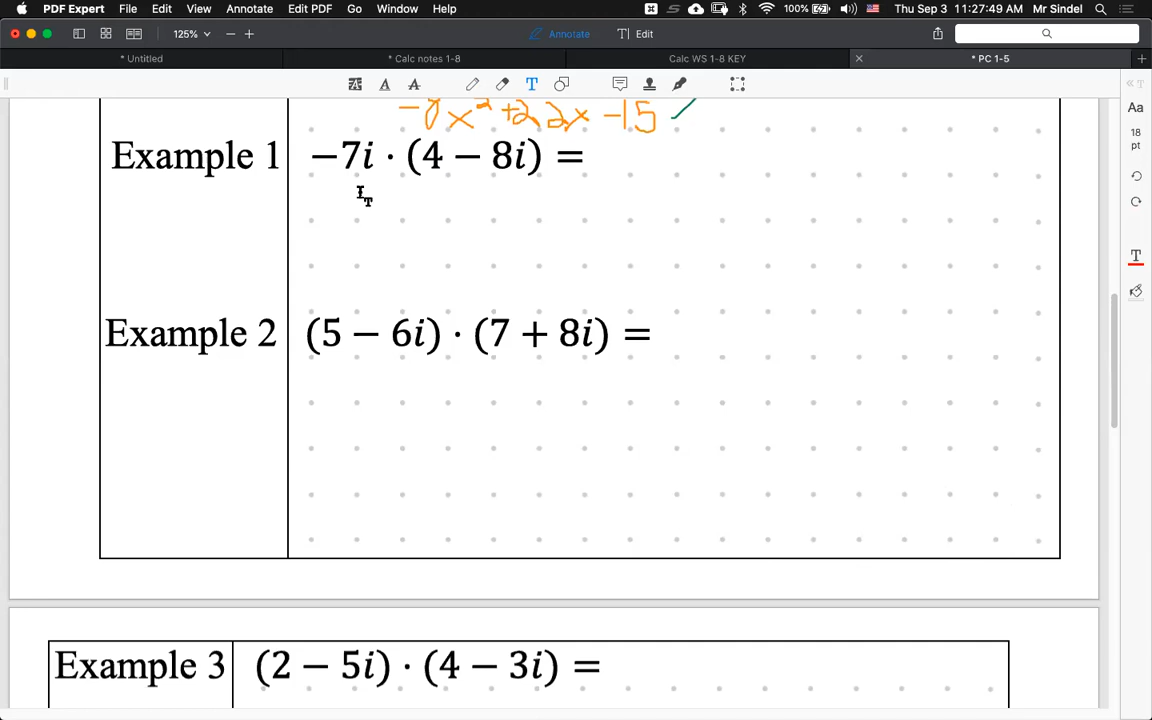 PDF Expert File Edit View Annotate Edit PDF Go Window Help 100% Thu Sep 3 11:27:49 AM Mr Sindel
125% Annotate Edit
* Untitled * Calc notes 1-8 Calc WS 1-8 KEY * PC 1-5
A A T T
Aa
18
pt
T
+22x -15
Example 1 −7i · (4 − 8i) =
Example 2 (5 − 6i) · (7 + 8i) =
Example 3 (2 − 5i) · (4 − 3i) =